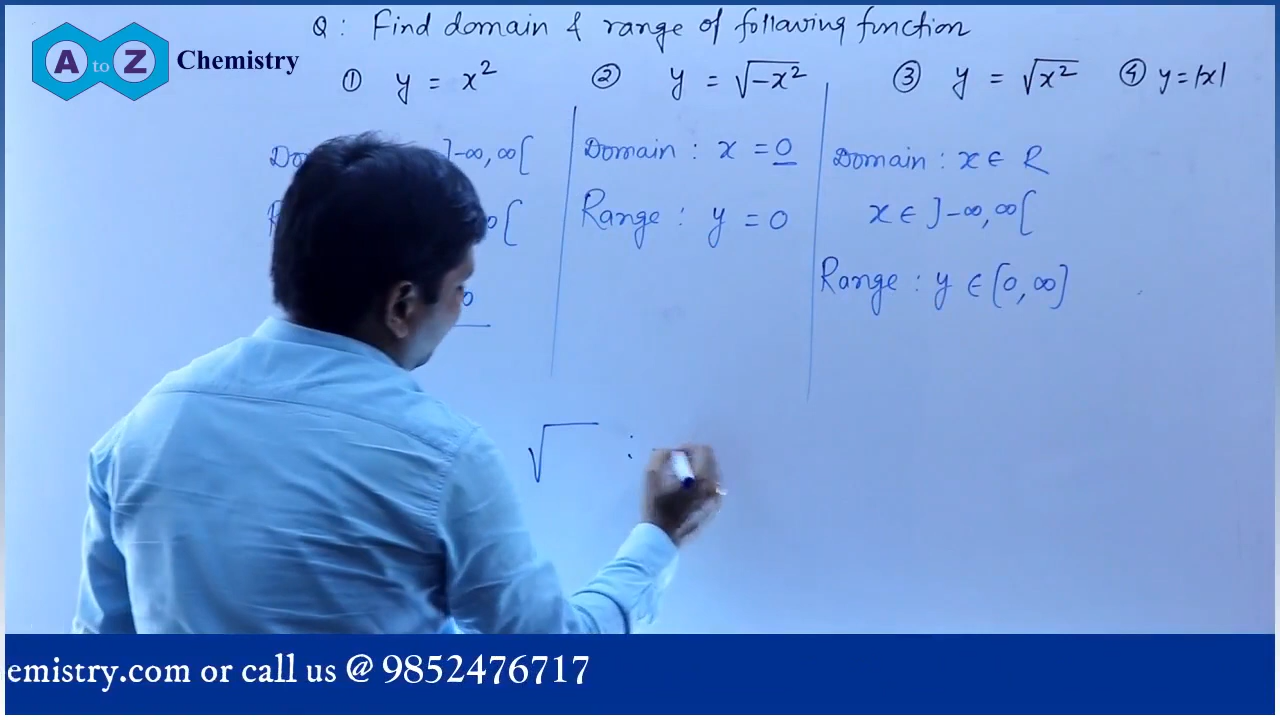 A to Z Chemistry
Q : Find domain & range of following function
① y = x²
② y = √-x²
③ y = √x²
④ y = |x|
]-∞, ∞[
Domain : x = 0
Range : y = 0
Domain : x ∈ R
x ∈ ]-∞, ∞[
Range : y ∈ [0, ∞]
√ :
emistry.com or call us @ 9852476717